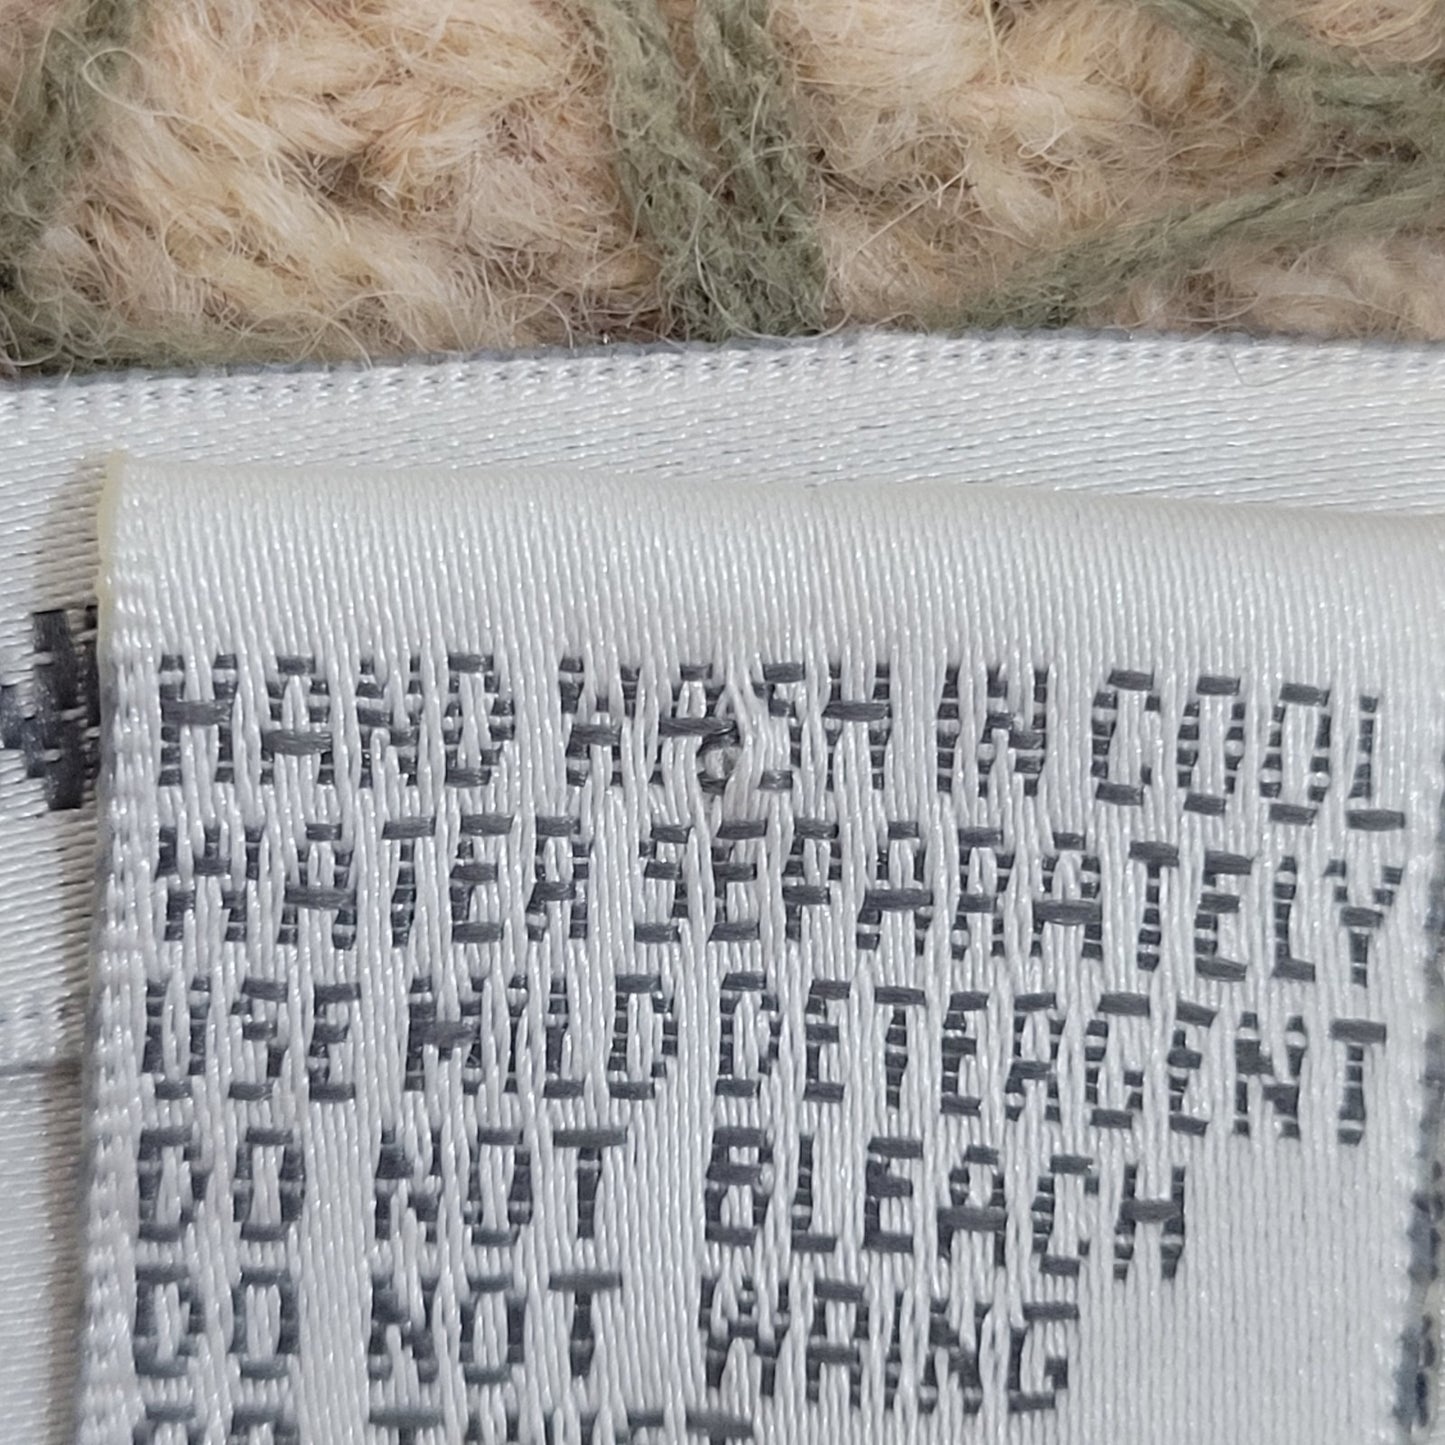 HAND WASH IN COOL
WATER SEPARATELY
USE MILD DETERGENT
DO NOT BLEACH
DO NOT WRING